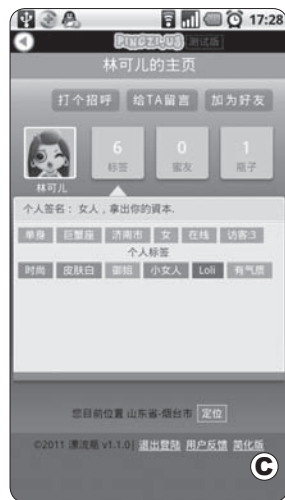 17:28
PINGZI.US 测试版
林可儿的主页
打个招呼 给TA留言 加为好友
6 0 1
标签 蜜友 瓶子
林可儿
个人签名: 女人,拿出你的資本.
单身 巨蟹座 济南市 女 在线 访客:3
个人标签
时尚 皮肤白 御姐 小女人 Loli 有气质
您目前位置 山东省-烟台市 定位
©2011 漂流瓶 v1.1.0| 退出登陆 用户反馈 简化版
C